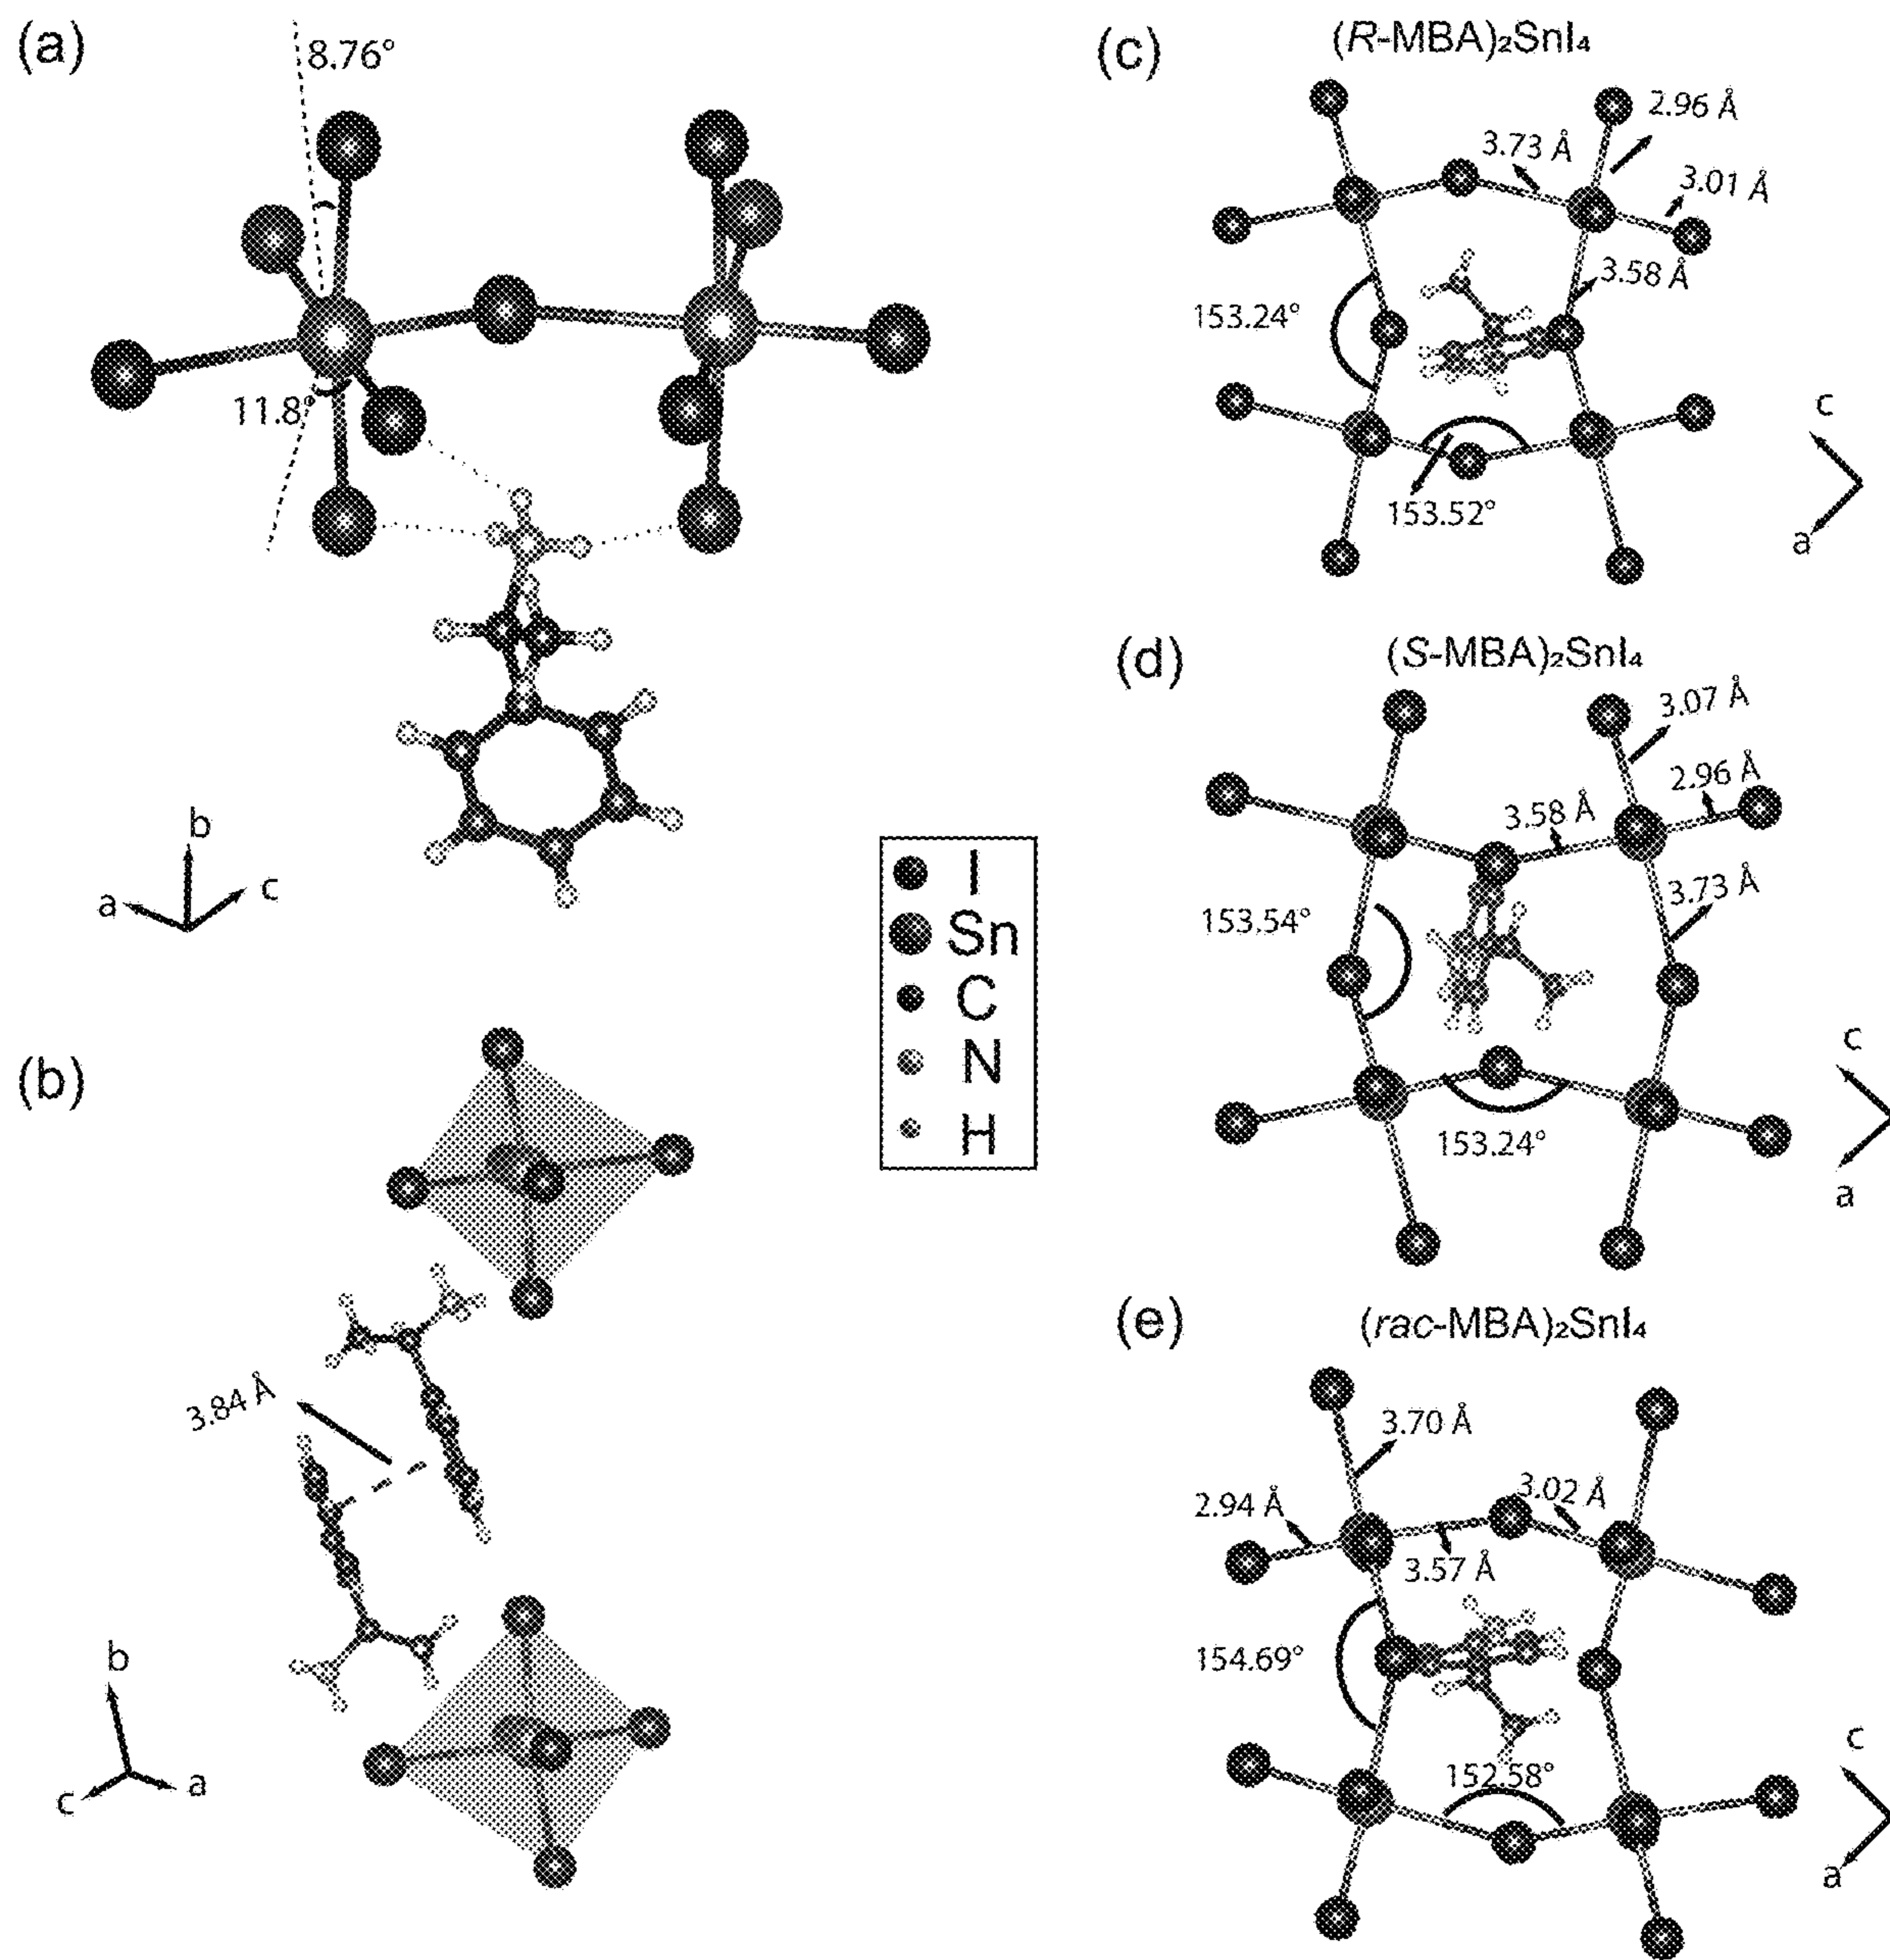 (a)
8.76°
11.8°
b
a
c
(b)
3.84 Å
b
c
a
I
Sn
C
N
H
(c)
(R-MBA)₂SnI₄
2.96 Å
3.73 Å
3.01 Å
3.58 Å
153.24°
153.52°
c
a
(d)
(S-MBA)₂SnI₄
3.07 Å
2.96 Å
3.58 Å
3.73 Å
153.54°
153.24°
c
a
(e)
(rac-MBA)₂SnI₄
3.70 Å
2.94 Å
3.02 Å
3.57 Å
154.69°
152.58°
c
a